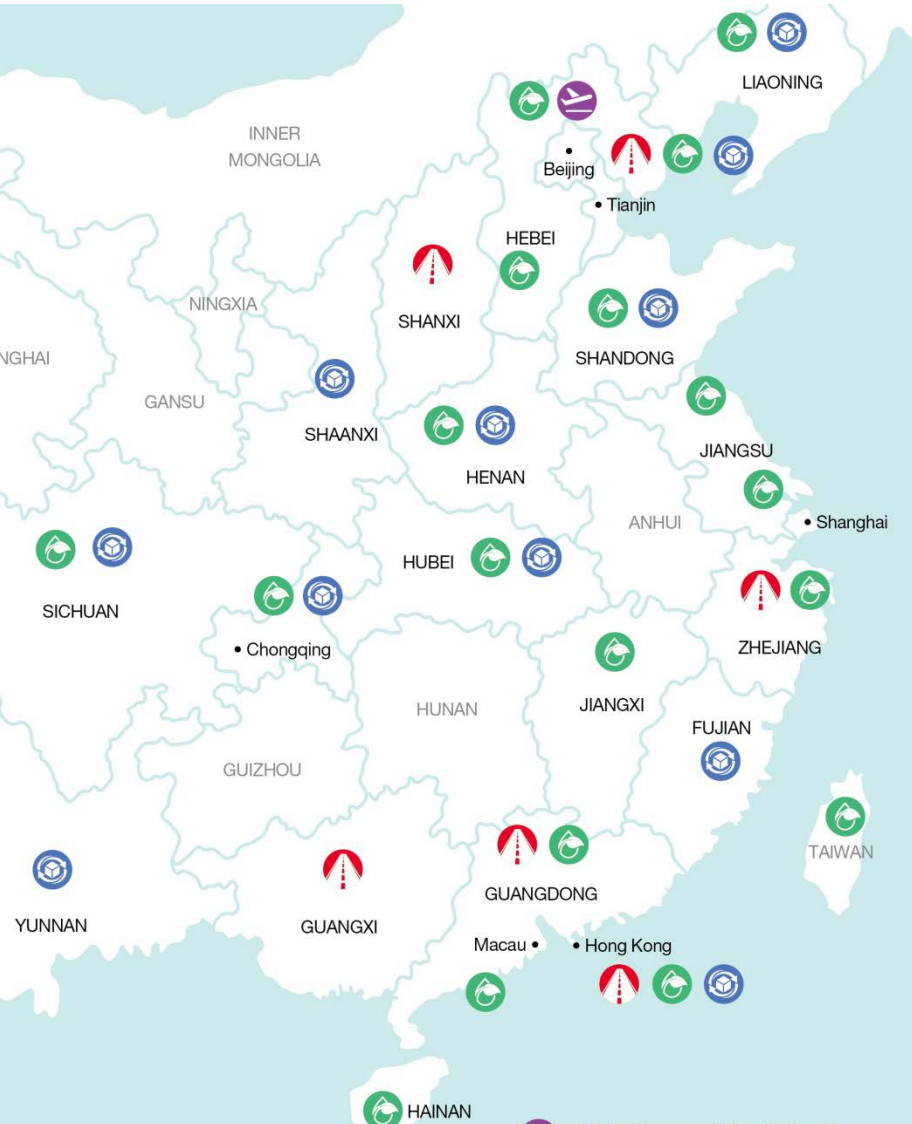 LIAONING
INNER
MONGOLIA
Beijing
Tianjin
HEBEI
NINGXIA
SHANXI
NGHAI
SHANDONG
GANSU
SHAANXI
JIANGSU
HENAN
ANHUI
Shanghai
HUBEI
SICHUAN
Chongqing
ZHEJIANG
HUNAN
JIANGXI
FUJIAN
GUIZHOU
TAIWAN
GUANGDONG
YUNNAN
GUANGXI
Macau
Hong Kong
HAINAN